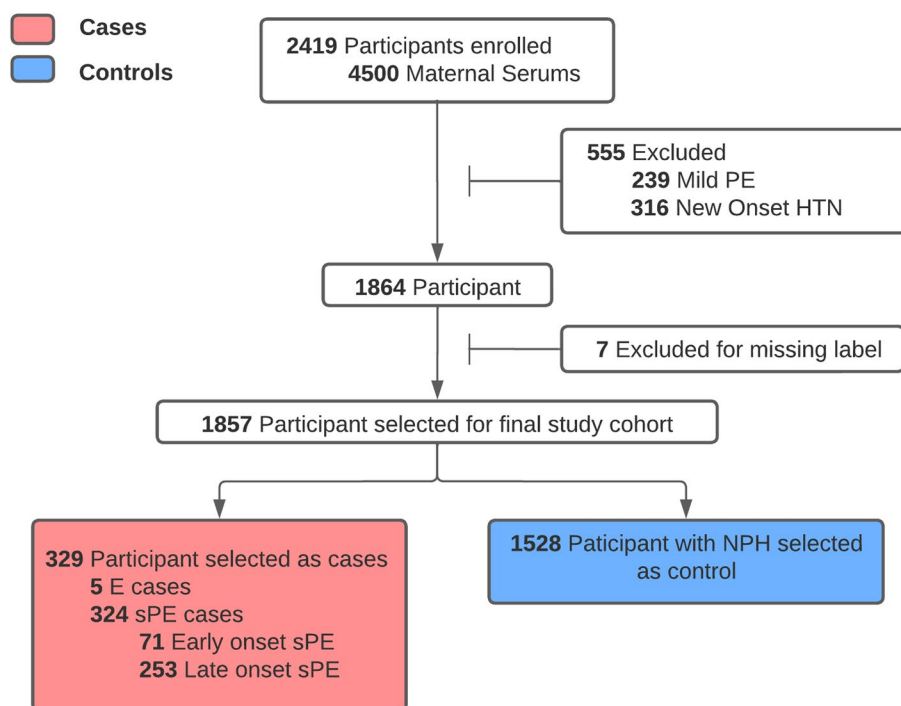 Cases
Controls
2419 Participants enrolled
4500 Maternal Serums
555 Excluded
239 Mild PE
316 New Onset HTN
1864 Participant
7 Excluded for missing label
1857 Participant selected for final study cohort
329 Participant selected as cases
5 E cases
324 sPE cases
71 Early onset sPE
253 Late onset sPE
1528 Paticipant with NPH selected
as control